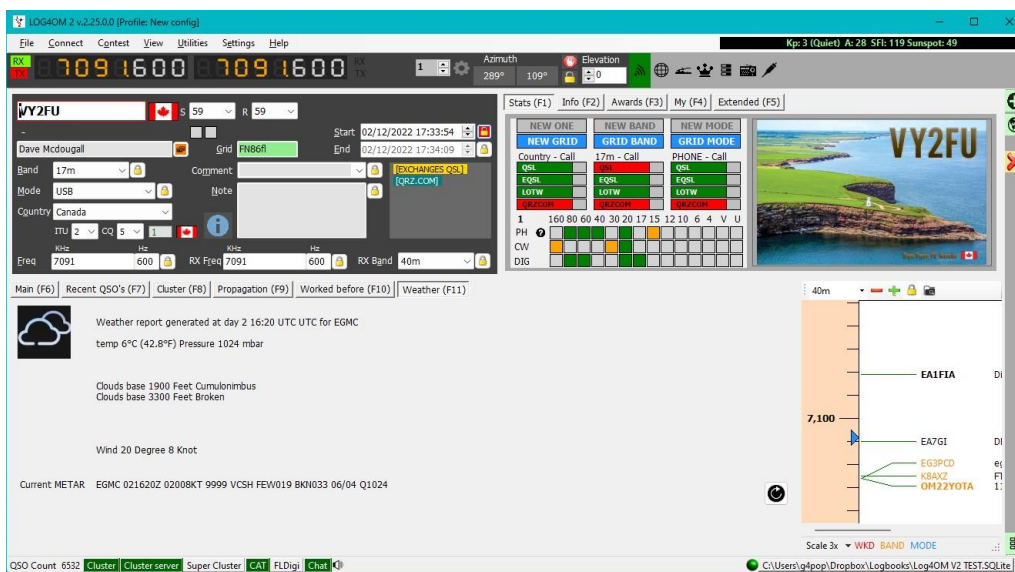 LOG4OM 2 v.2.25.0.0 [Profile: New config]
File Connect Contest View Utilities Settings Help
Kp: 3 (Quiet) A: 28 SFI: 119 Sunspot: 49
RX 7091.600 7091.600 RX
TX TX
1
Azimuth Elevation
289° 109° 0
VY2FU S 59 R 59
- Start 02/12/2022 17:33:54
Dave Mcdougall Grid FN86fl End 02/12/2022 17:34:09
Band 17m Comment [EXCHANGES QSL]
[QRZ.COM]
Mode USB Note
Country Canada
ITU 2 CQ 5 1
KHz Hz KHz Hz
Freq 7091 600 RX Freq 7091 600 RX Band 40m
Stats (F1) Info (F2) Awards (F3) My (F4) Extended (F5)
NEW ONE NEW BAND NEW MODE
NEW GRID GRID BAND GRID MODE
Country - Call 17m - Call PHONE - Call
QSL QSL QSL
EQSL EQSL EQSL
LOTW LOTW LOTW
QRZCOM QRZCOM QRZCOM
1 160 80 60 40 30 20 17 15 12 10 6 4 V U
PH
CW
DIG
VY2FU
Main (F6) Recent QSO's (F7) Cluster (F8) Propagation (F9) Worked before (F10) Weather (F11)
Weather report generated at day 2 16:20 UTC UTC for EGMC
temp 6°C (42.8°F) Pressure 1024 mbar
Clouds base 1900 Feet Cumulonimbus
Clouds base 3300 Feet Broken
Wind 20 Degree 8 Knot
Current METAR EGMC 021620Z 02008KT 9999 VCSH FEW019 BKN033 06/04 Q1024
40m
EA1FIA Di
7,100
EA7GI
EG3PCD
K8AXZ
OM22YOTA
Scale 3x WKD BAND MODE
QSO Count 6532 Cluster Cluster server Super Cluster CAT FLDigi Chat
C:\Users\g4pop\Dropbox\Logbooks\Log4OM V2 TEST.SQLite